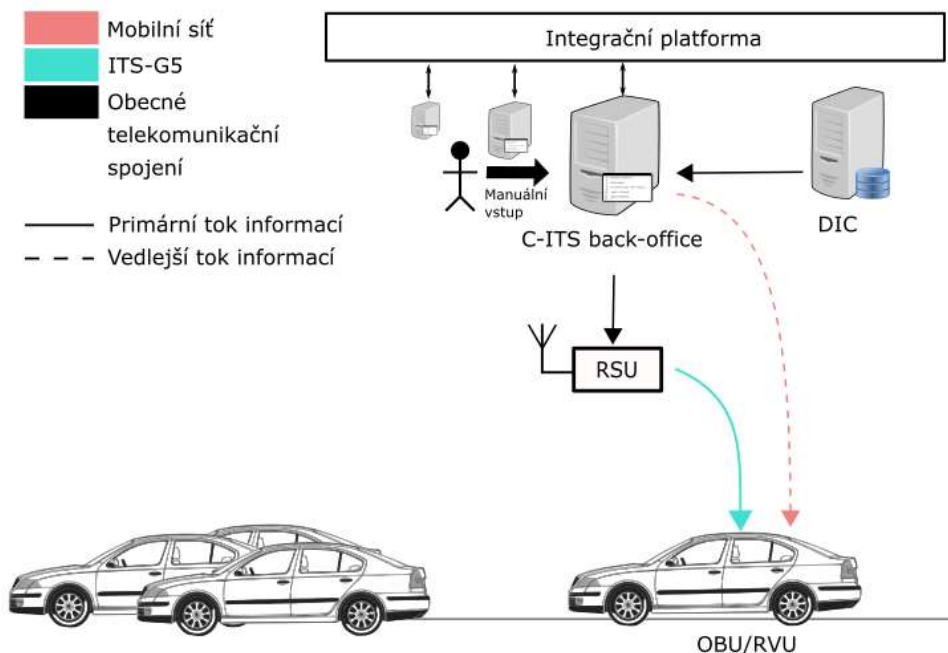 Mobilní síť
ITS-G5
Obecné
telekomunikační
spojení
Primární tok informací
Vedlejší tok informací
Integrační platforma
Manuální
vstup
C-ITS back-office
DIC
RSU
OBU/RVU